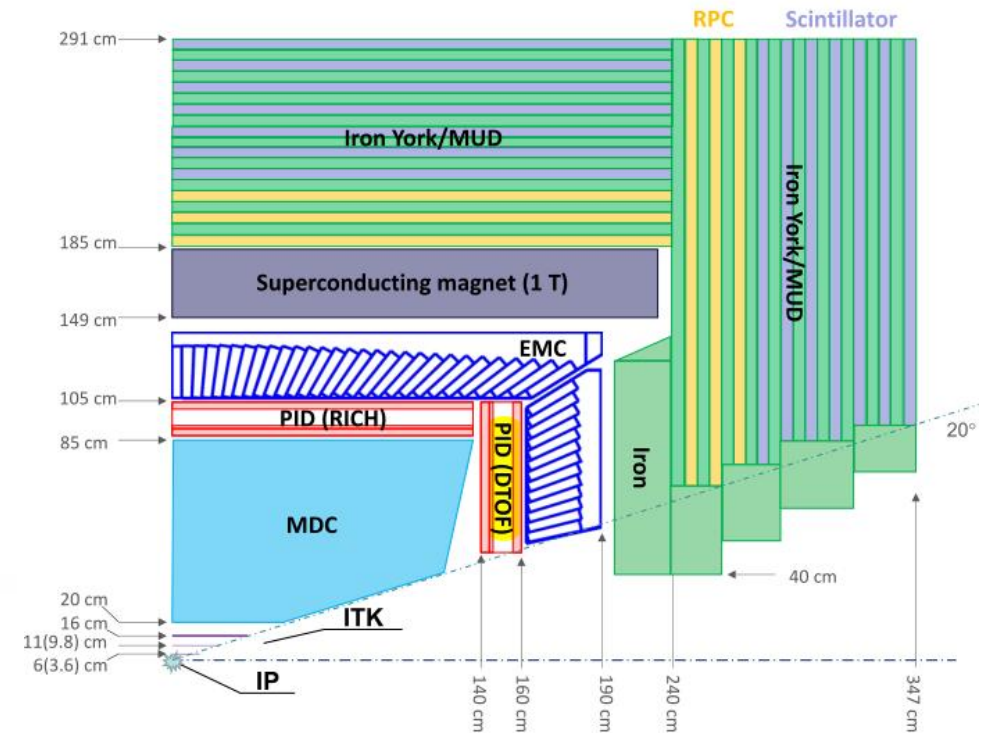 RPC Scintillator
291 cm
Iron York/MUD
Iron York/MUD
185 cm
Superconducting magnet (1 T)
149 cm
EMC
105 cm
PID (RICH)
85 cm
PID (DTOF)
Iron
20°
MDC
40 cm
20 cm
16 cm
ITK
11(9.8) cm
6(3.6) cm
IP
140 cm
160 cm
190 cm
240 cm
347 cm